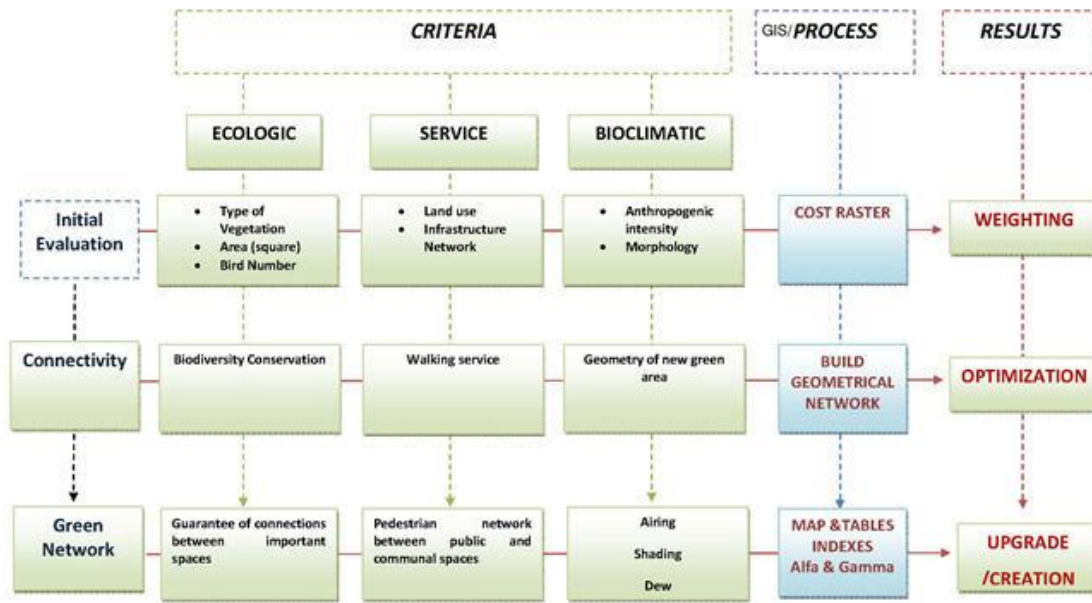 CRITERIA
GIS/PROCESS
RESULTS
ECOLOGIC
SERVICE
BIOCLIMATIC
Initial
Evaluation
• Type of
Vegetation
• Area (square)
• Bird Number
• Land use
• Infrastructure
Network
• Anthropogenic
intensity
• Morphology
COST RASTER
WEIGHTING
Connectivity
Biodiversity Conservation
Walking service
Geometry of new green
area
BUILD
GEOMETRICAL
NETWORK
OPTIMIZATION
Green
Network
Guarantee of connections
between important
spaces
Pedestrian network
between public and
communal spaces
Airing
Shading
Dew
MAP &TABLES
INDEXES
Alfa & Gamma
UPGRADE
/CREATION